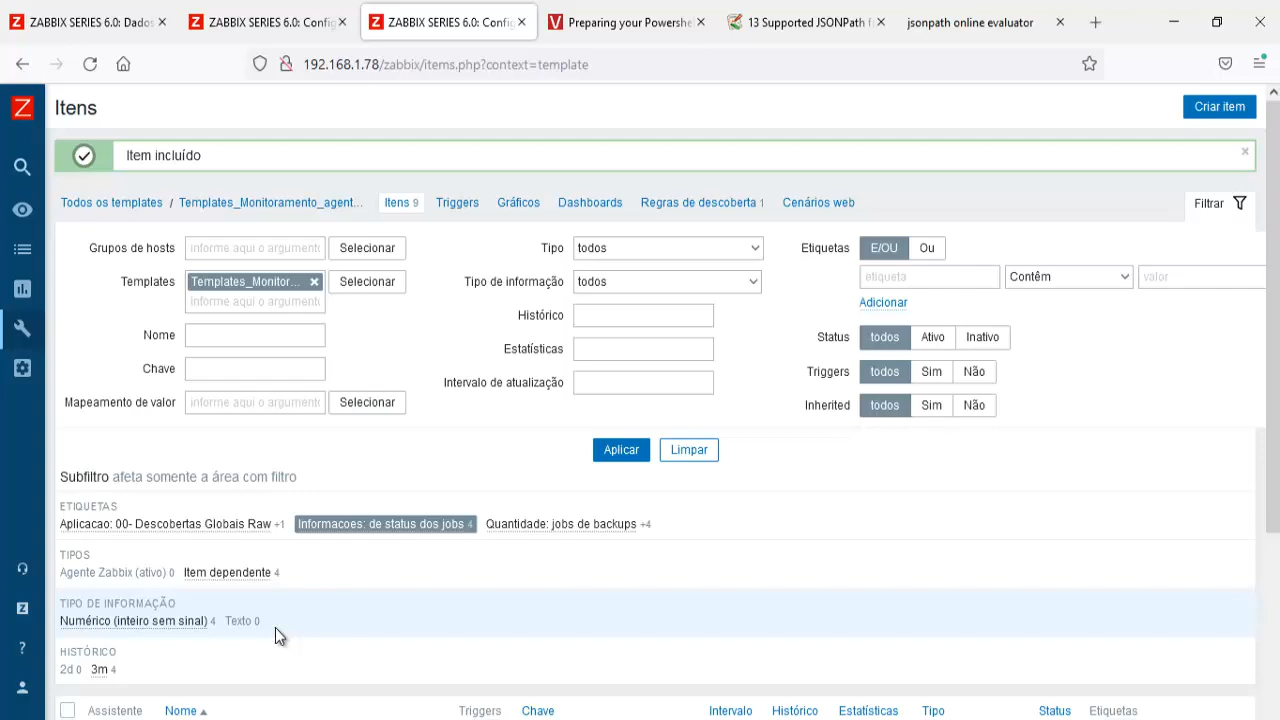 ZABBIX SERIES 6.0: Dados
ZABBIX SERIES 6.0: Config
ZABBIX SERIES 6.0: Config
Preparing your Powershe
13 Supported JSONPath f
jsonpath online evaluator
192.168.1.78/zabbix/items.php?context=template
Z
Itens
Criar item
Item incluído
Todos os templates / Templates_Monitoramento_agent... Itens 9 Triggers Gráficos Dashboards Regras de descoberta 1 Cenários web
Filtrar
Grupos de hosts informe aqui o argumento Selecionar
Templates Templates_Monitor... Selecionar
informe aqui o argumento
Nome
Chave
Mapeamento de valor informe aqui o argumento Selecionar
Tipo todos
Tipo de informação todos
Histórico
Estatísticas
Intervalo de atualização
Etiquetas E/OU Ou
etiqueta Contêm valor
Adicionar
Status todos Ativo Inativo
Triggers todos Sim Não
Inherited todos Sim Não
Aplicar Limpar
Subfiltro afeta somente a área com filtro
ETIQUETAS
Aplicacao: 00- Descobertas Globais Raw +1 Informacoes: de status dos jobs 4 Quantidade: jobs de backups +4
TIPOS
Agente Zabbix (ativo) 0 Item dependente 4
TIPO DE INFORMAÇÃO
Numérico (inteiro sem sinal) 4 Texto 0
HISTÓRICO
2d 0 3m 4
Assistente Nome Triggers Chave Intervalo Histórico Estatísticas Tipo Status Etiquetas